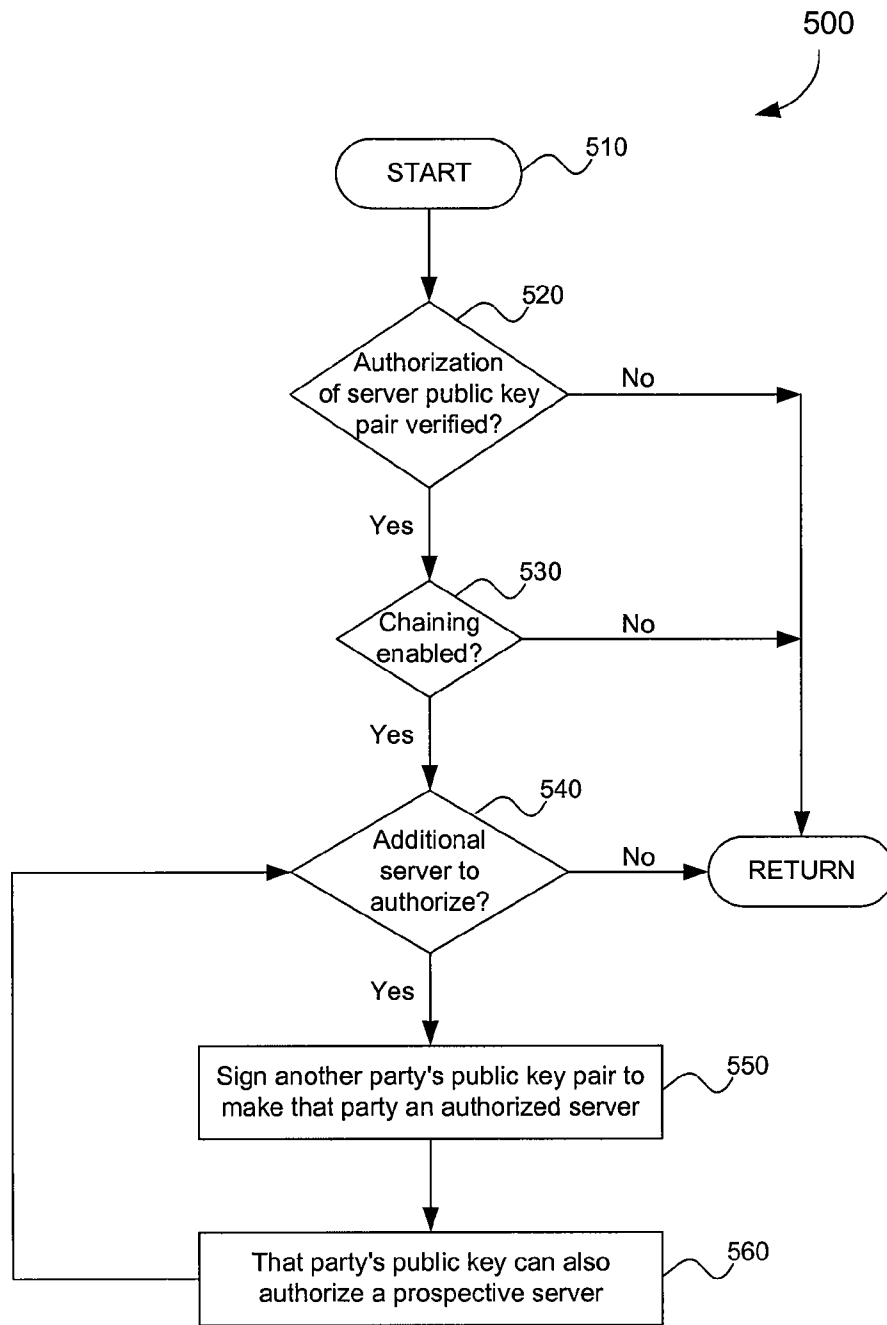 500
START
510
520
Authorization
of server public key
pair verified?
No
Yes
530
Chaining
enabled?
No
Yes
540
Additional
server to
authorize?
No
RETURN
Yes
Sign another party's public key pair to
make that party an authorized server
550
That party's public key can also
authorize a prospective server
560